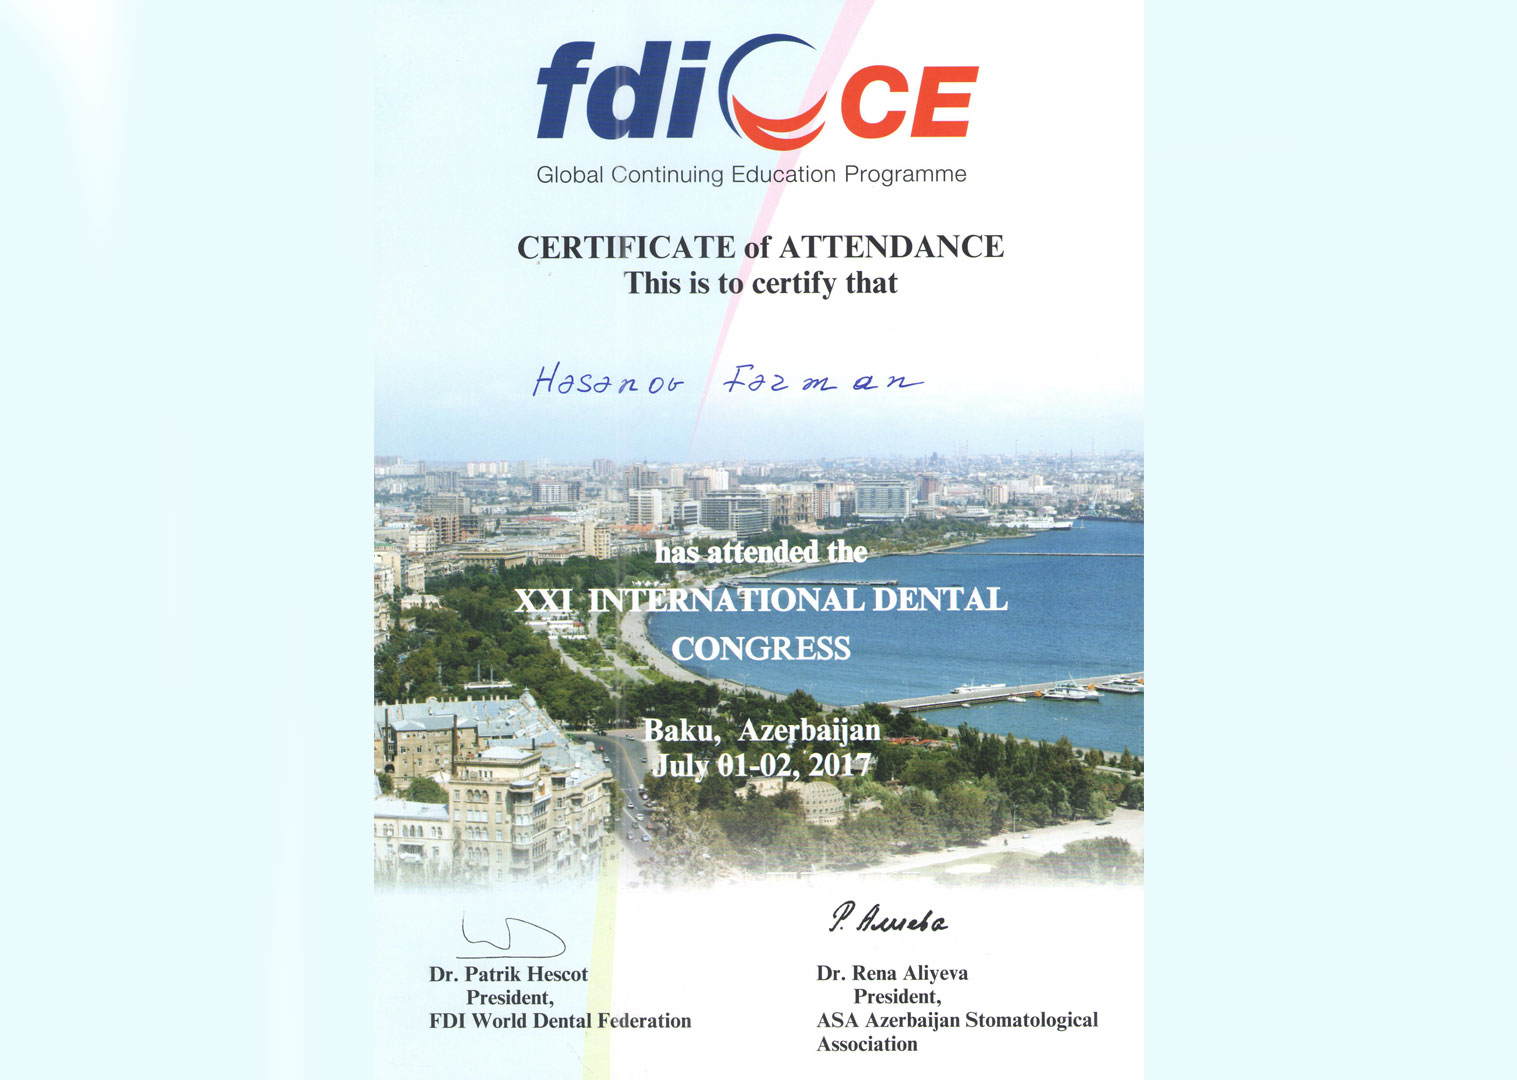 fdi CE
Global Continuing Education Programme
CERTIFICATE of ATTENDANCE
This is to certify that
Həsənov Fərman
has attended the
XXI INTERNATIONAL DENTAL
CONGRESS
Baku, Azerbaijan
July 01-02, 2017
Р. Алиева
Dr. Patrik Hescot
President,
FDI World Dental Federation
Dr. Rena Aliyeva
President,
ASA Azerbaijan Stomatological
Association